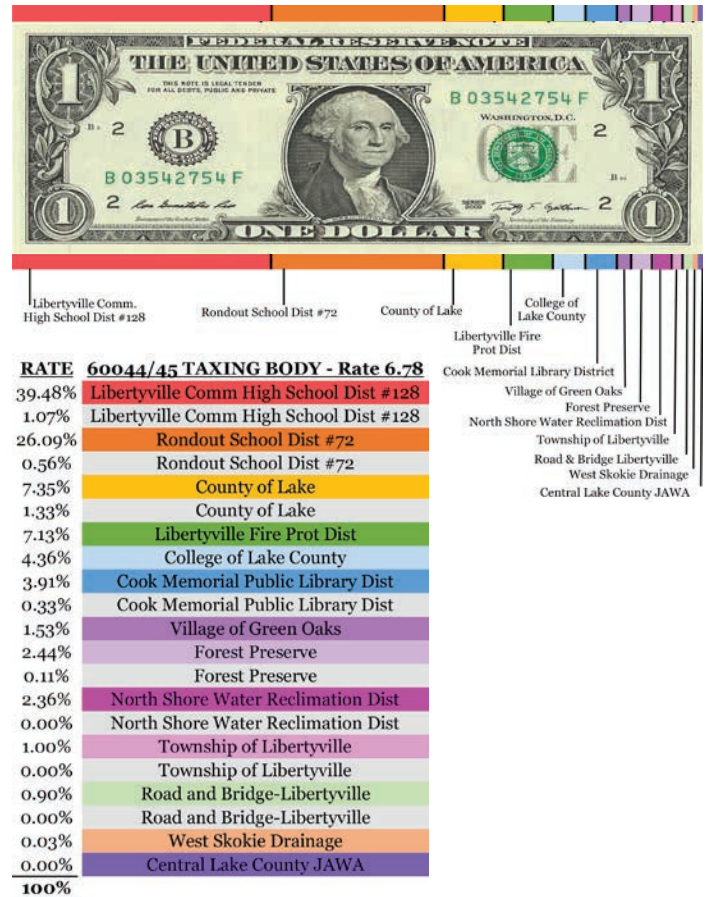 FEDERAL RESERVE NOTE
THE UNITED STATES OF AMERICA
THIS NOTE IS LEGAL TENDER
FOR ALL DEBTS, PUBLIC AND PRIVATE
B 03542754 F
WASHINGTON, D.C.
1
1
2
2
B
ONE
B 03542754 F
2
2
SERIES
2009
1
1
ONE DOLLAR
Libertyville Comm.
High School Dist #128
Rondout School Dist #72
County of Lake
College of
Lake County
Libertyville Fire
Prot Dist
Cook Memorial Library District
Village of Green Oaks
Forest Preserve
North Shore Water Reclimation Dist
Township of Libertyville
Road & Bridge Libertyville
West Skokie Drainage
Central Lake County JAWA
RATE 60044/45 TAXING BODY - Rate 6.78
39.48% Libertyville Comm High School Dist #128
1.07% Libertyville Comm High School Dist #128
26.09% Rondout School Dist #72
0.56% Rondout School Dist #72
7.35% County of Lake
1.33% County of Lake
7.13% Libertyville Fire Prot Dist
4.36% College of Lake County
3.91% Cook Memorial Public Library Dist
0.33% Cook Memorial Public Library Dist
1.53% Village of Green Oaks
2.44% Forest Preserve
0.11% Forest Preserve
2.36% North Shore Water Reclimation Dist
0.00% North Shore Water Reclimation Dist
1.00% Township of Libertyville
0.00% Township of Libertyville
0.90% Road and Bridge-Libertyville
0.00% Road and Bridge-Libertyville
0.03% West Skokie Drainage
0.00% Central Lake County JAWA
100%